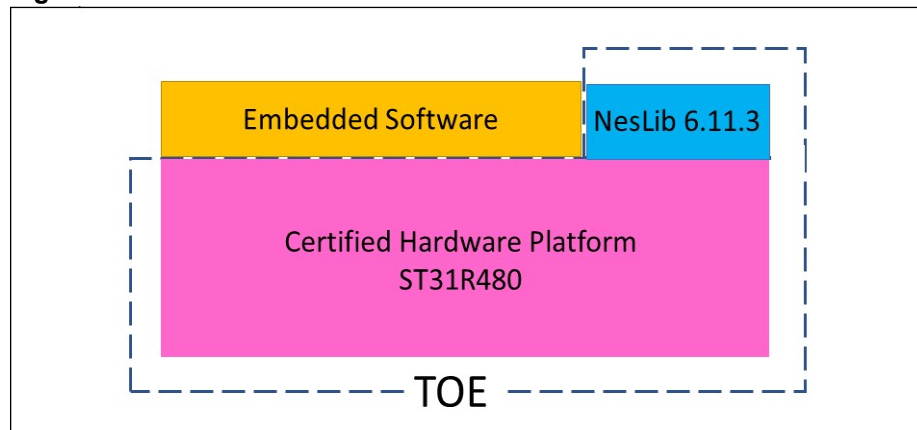 Embedded Software
NesLib 6.11.3
Certified Hardware Platform
ST31R480
TOE